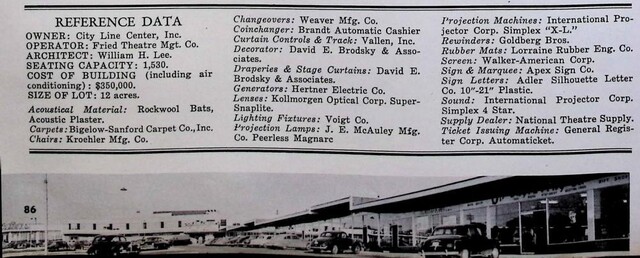 REFERENCE DATA
OWNER: City Line Center, Inc.
OPERATOR: Fried Theatre Mgt. Co.
ARCHITECT: William H. Lee.
SEATING CAPACITY: 1,530.
COST OF BUILDING (including air
conditioning) : $350,000.
SIZE OF LOT: 12 acres.
Acoustical Material: Rockwool Bats,
Acoustic Plaster.
Carpets: Bigelow-Sanford Carpet Co., Inc.
Chairs: Kroehler Mfg. Co.
Changeovers: Weaver Mfg. Co.
Coinchanger: Brandt Automatic Cashier
Curtain Controls & Track: Vallen, Inc.
Decorator: David E. Brodsky & Asso-
ciates.
Draperies & Stage Curtains: David E.
Brodsky & Associates.
Generators: Hertner Electric Co.
Lenses: Kollmorgen Optical Corp. Super-
Snaplite.
Lighting Fixtures: Voigt Co.
Projection Lamps: J. E. McAuley Mfg.
Co. Peerless Magnarc
Projection Machines: International Pro-
jector Corp. Simplex "X-L."
Rewinders: Goldberg Bros.
Rubber Mats: Lorraine Rubber Eng. Co.
Screen: Walker-American Corp.
Sign & Marquee: Apex Sign Co.
Sign Letters: Adler Silhouette Letter
Co. 10"-21" Plastic.
Sound: International Projector Corp.
Simplex 4 Star.
Supply Dealer: National Theatre Supply.
Ticket Issuing Machine: General Regis-
ter Corp. Automaticket.
86